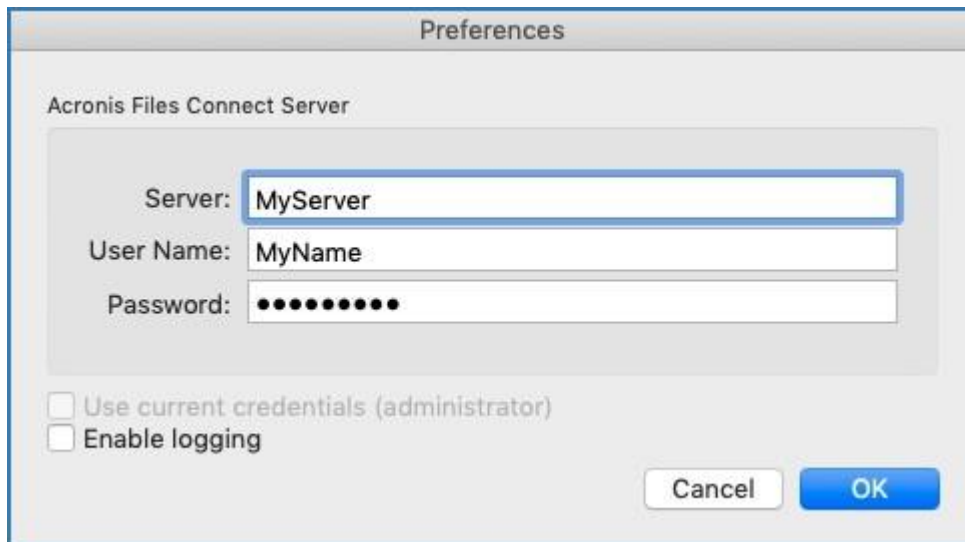 Preferences
Acronis Files Connect Server
Server: MyServer
User Name: MyName
Password: •••••••••
Use current credentials (administrator)
Enable logging
Cancel OK